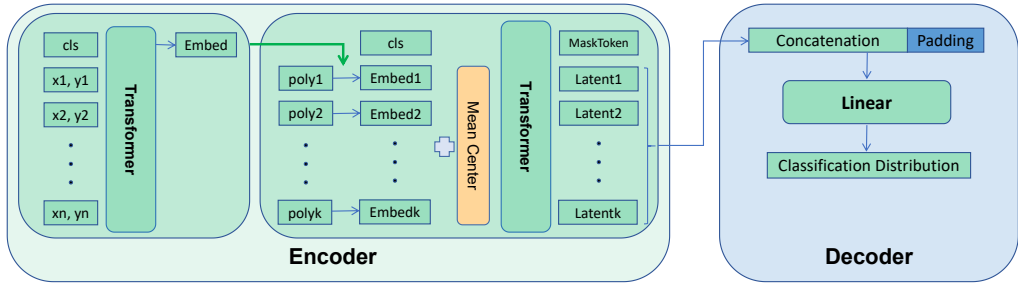 cls
x1, y1
x2, y2
xn, yn
Transformer
Embed
poly1
poly2
polyk
cls
Embed1
Embed2
Embedk
Mean Center
Transformer
MaskToken
Latent1
Latent2
Latentk
Encoder
Concatenation
Padding
Linear
Classification Distribution
Decoder